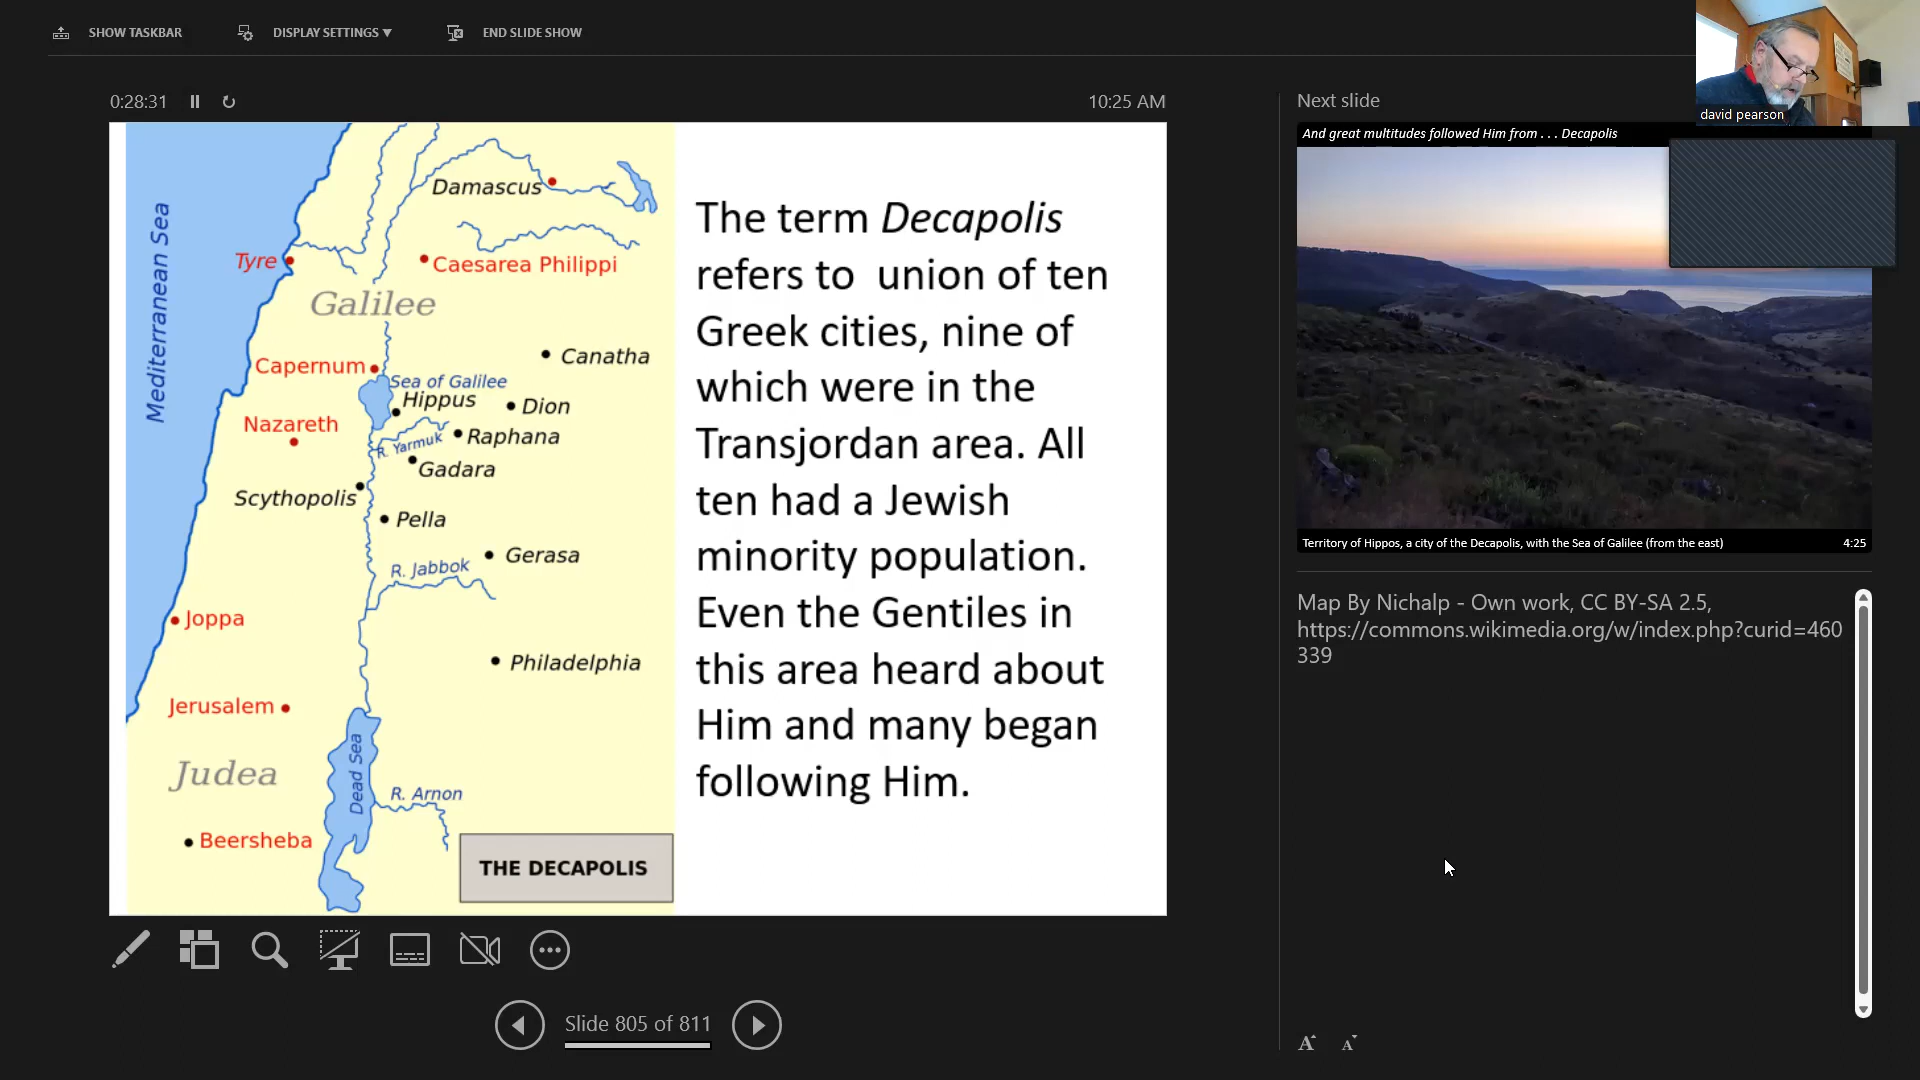 SHOW TASKBAR
DISPLAY SETTINGS ▼
END SLIDE SHOW
0:28:31
10:25 AM
Mediterranean Sea
Damascus
Tyre
Caesarea Philippi
Galilee
Canatha
Capernum
Sea of Galilee
Hippus
Dion
Nazareth
Raphana
R. Yarmuk
Gadara
Scythopolis
Pella
Gerasa
R. Jabbok
Joppa
Philadelphia
Jerusalem
Judea
Dead Sea
R. Arnon
Beersheba
THE DECAPOLIS
The term Decapolis
refers to  union of ten
Greek cities, nine of
which were in the
Transjordan area. All
ten had a Jewish
minority population.
Even the Gentiles in
this area heard about
Him and many began
following Him.
Slide 805 of 811
Next slide
david pearson
And great multitudes followed Him from . . . Decapolis
Territory of Hippos, a city of the Decapolis, with the Sea of Galilee (from the east)
4:25
Map By Nichalp - Own work, CC BY-SA 2.5,
https://commons.wikimedia.org/w/index.php?curid=460
339
A A